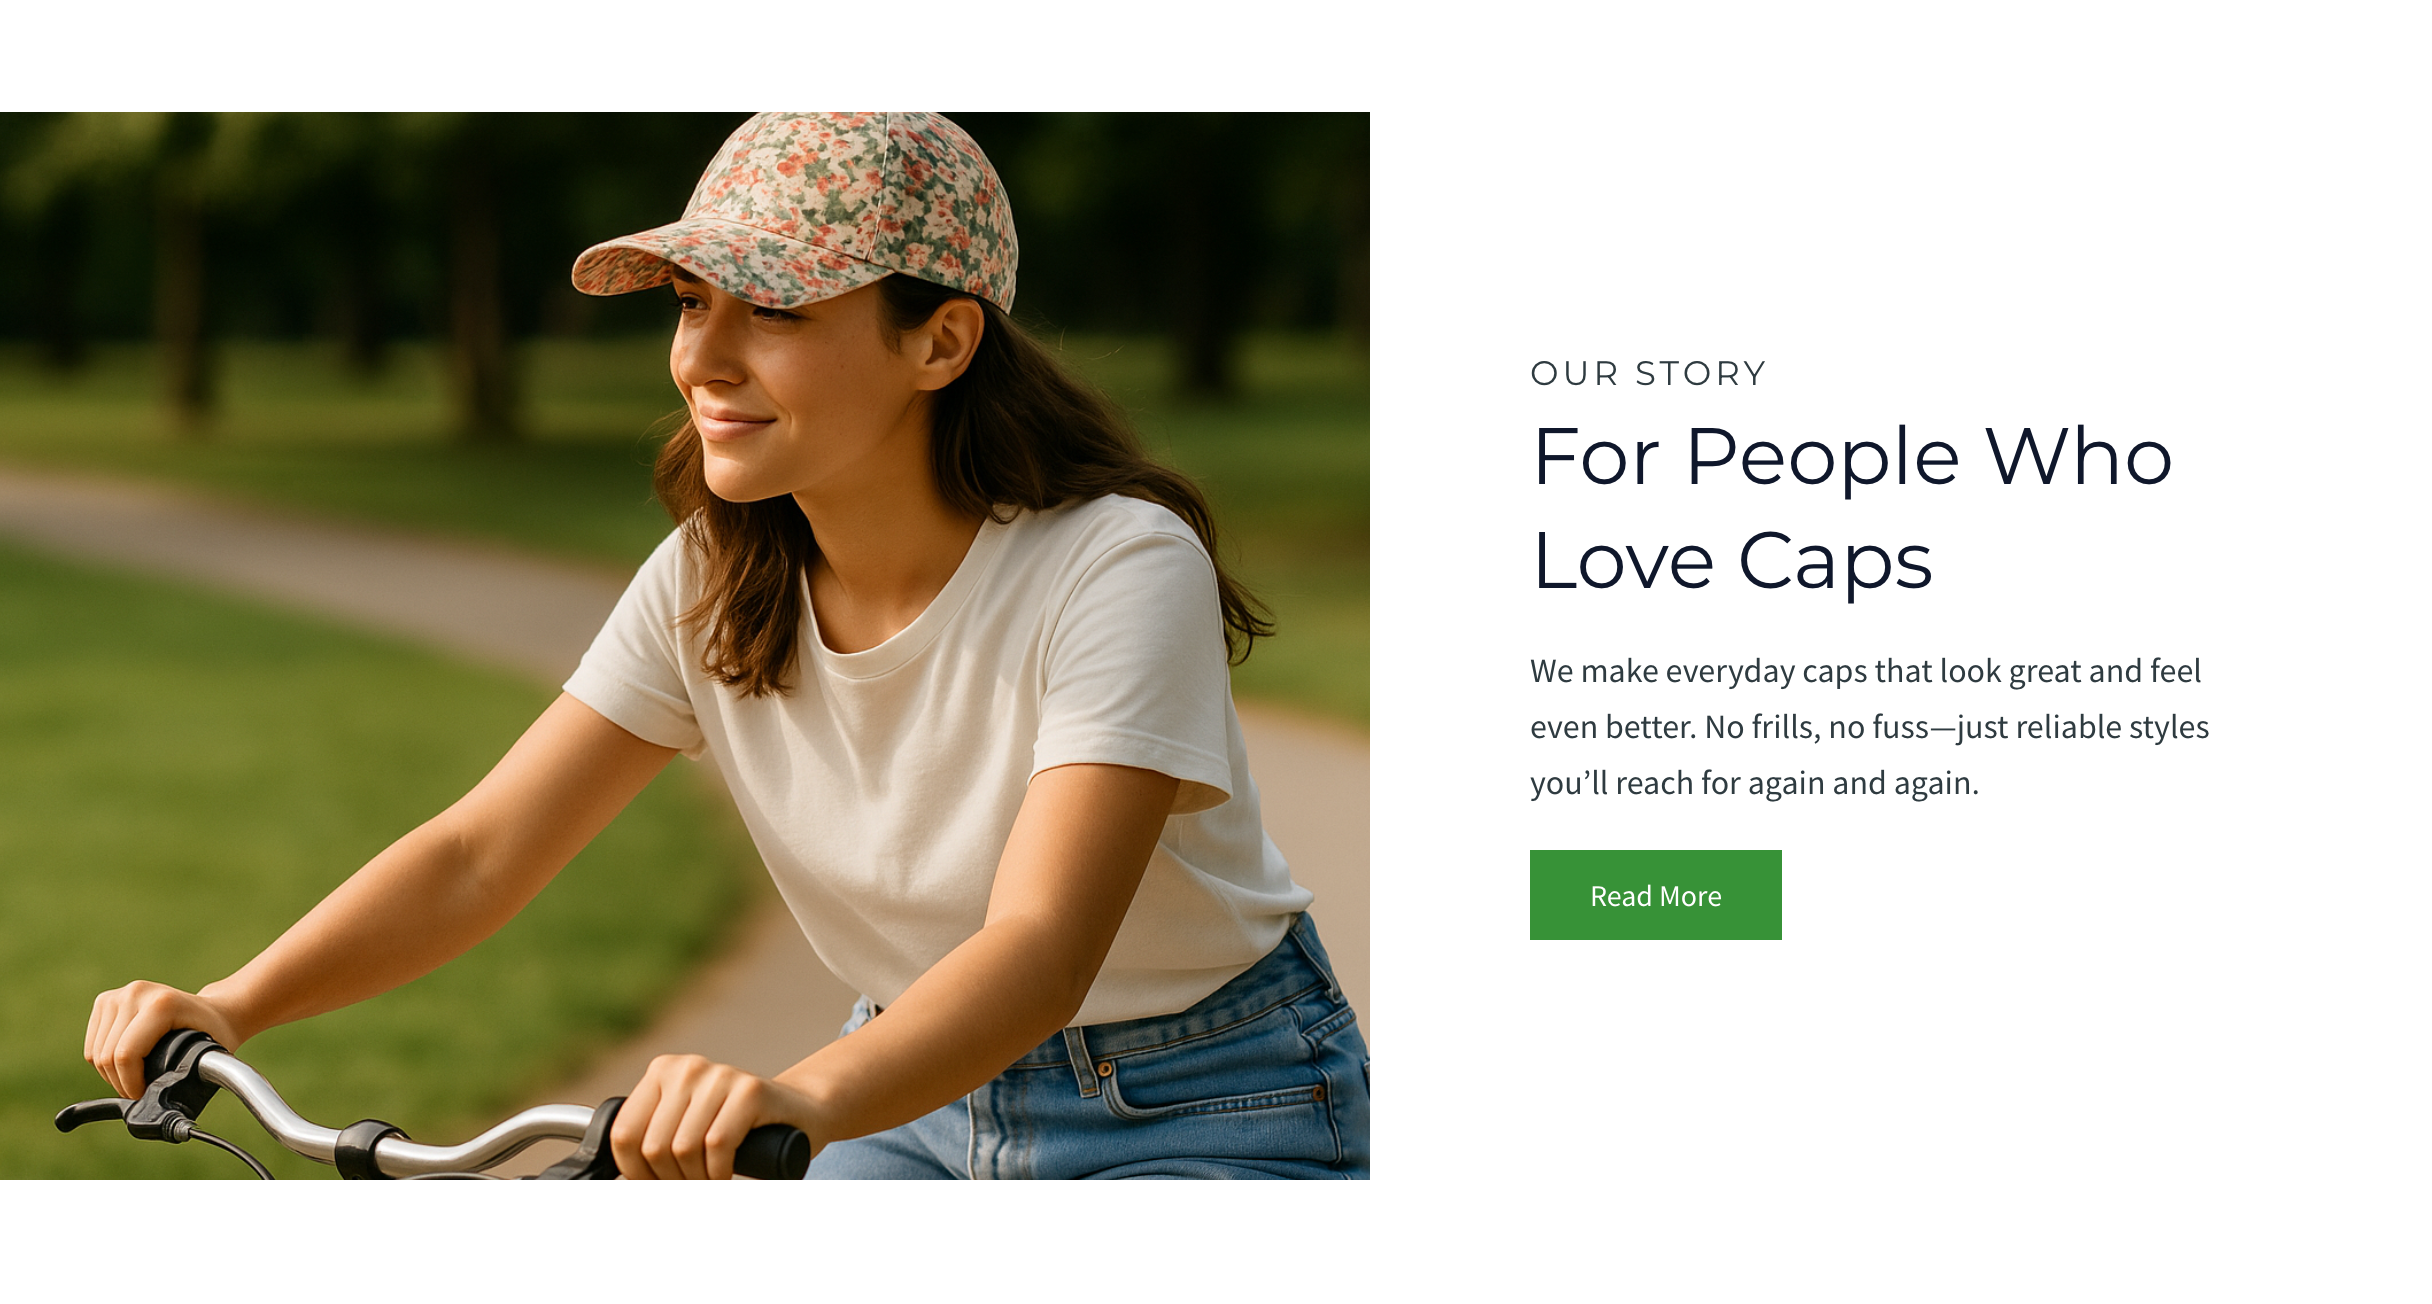 OUR STORY
For People Who
Love Caps
We make everyday caps that look great and feel
even better. No frills, no fuss—just reliable styles
you’ll reach for again and again.
Read More